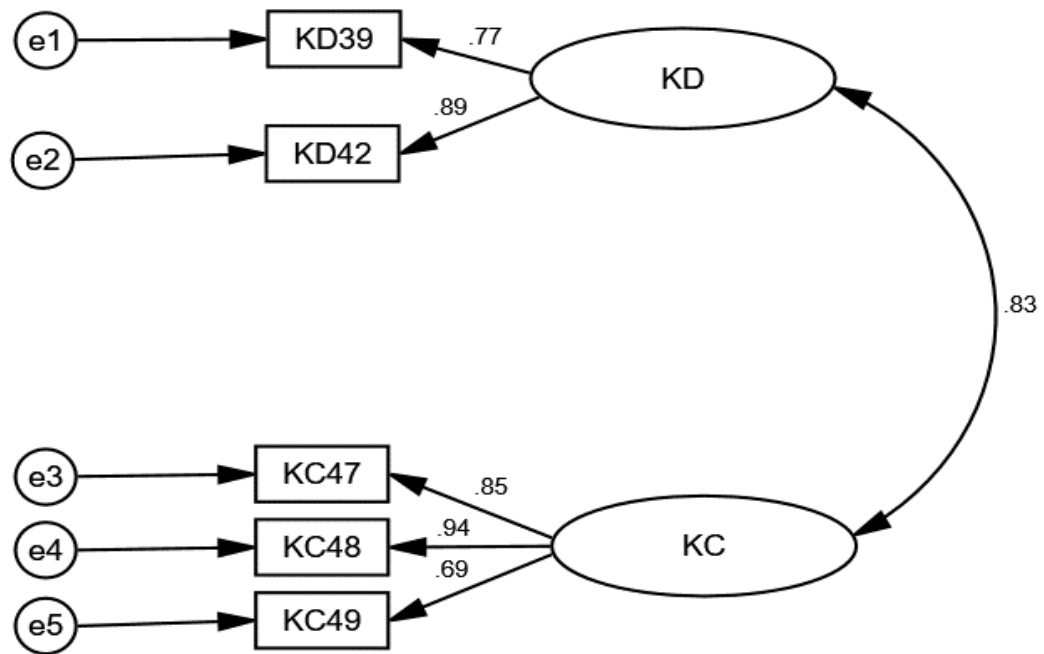 e1
KD39
.77
KD
.89
e2
KD42
.83
e3
KC47
.85
e4
KC48
.94
KC
.69
e5
KC49